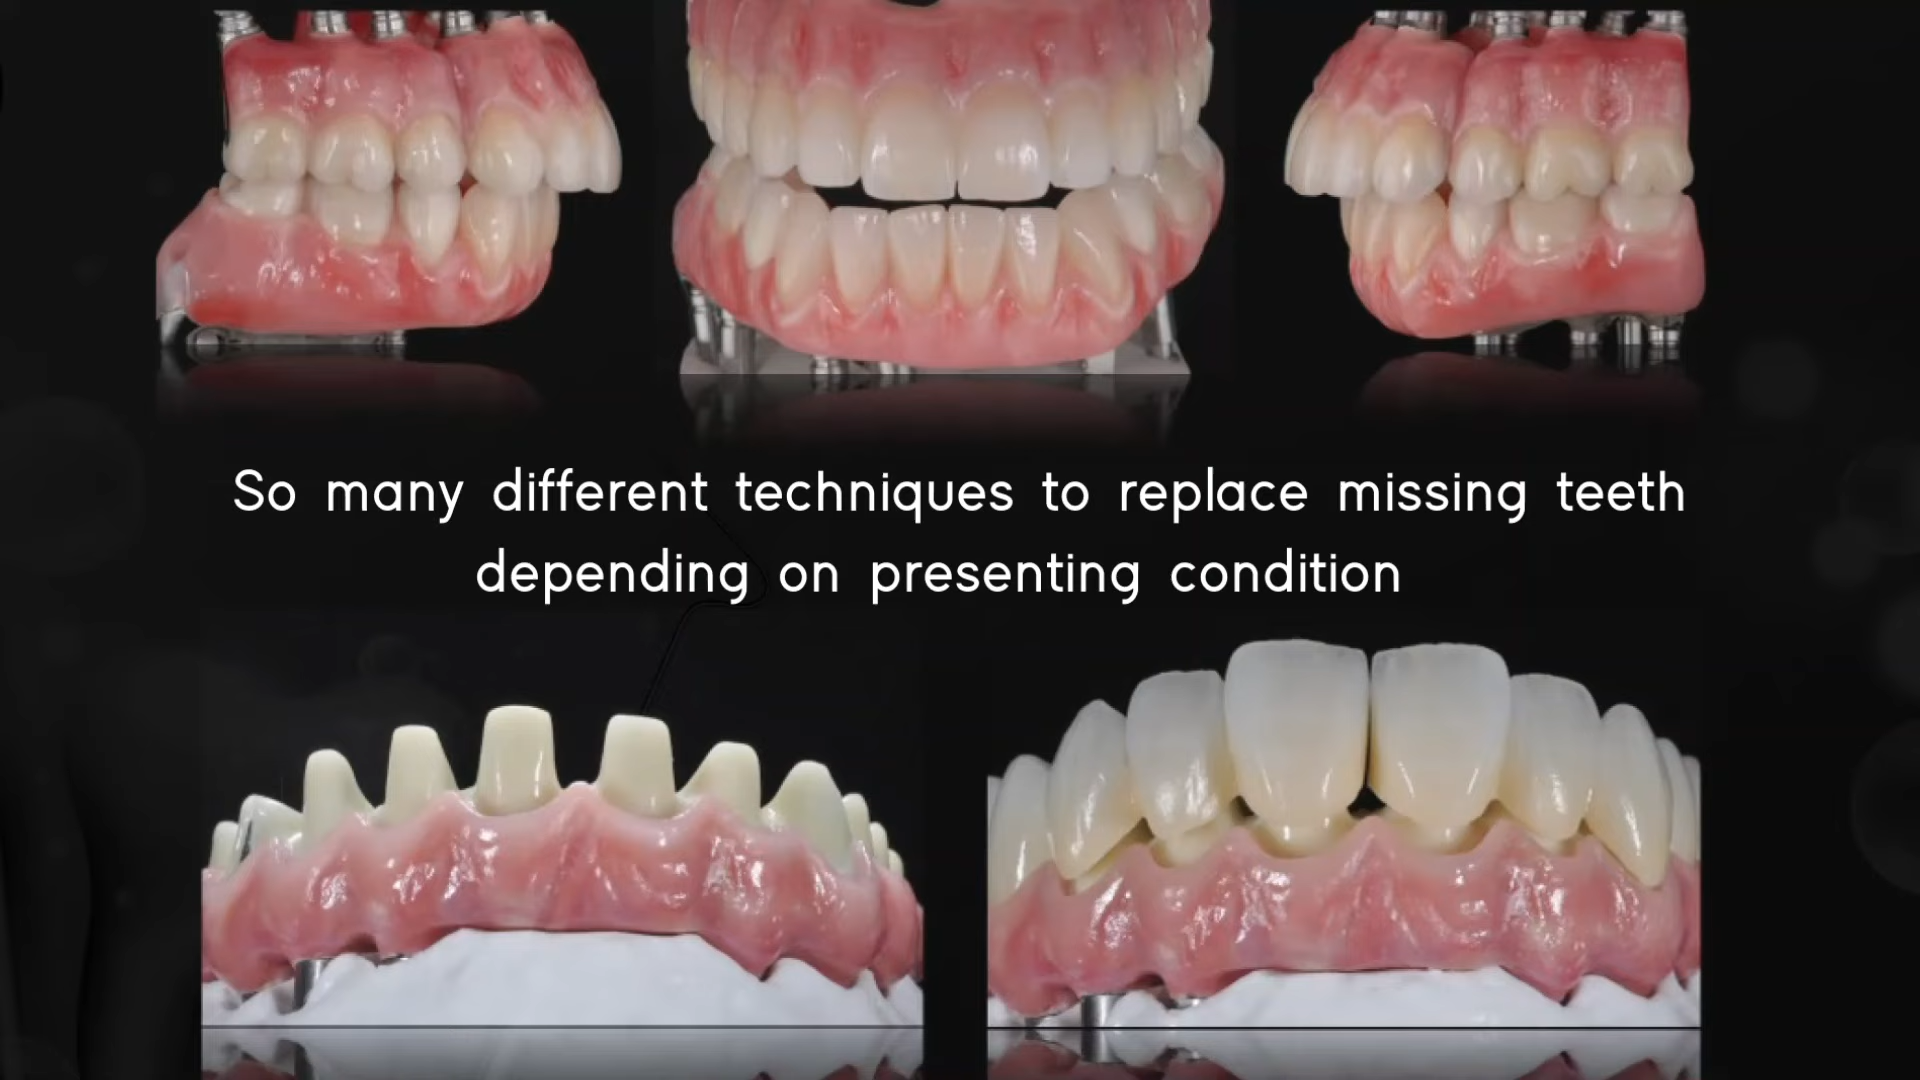 So many different techniques to replace missing teeth
depending on presenting condition